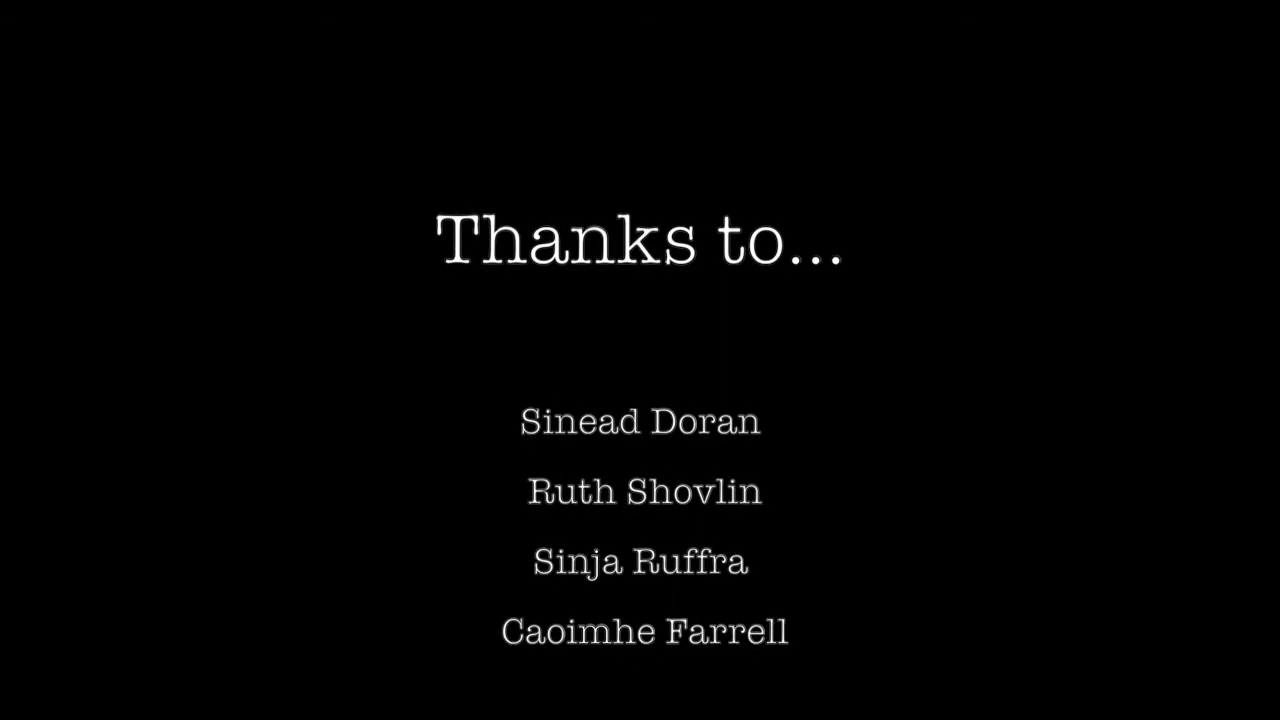 Thanks to...
Sinead Doran
Ruth Shovlin
Sinja Ruffra
Caoimhe Farrell